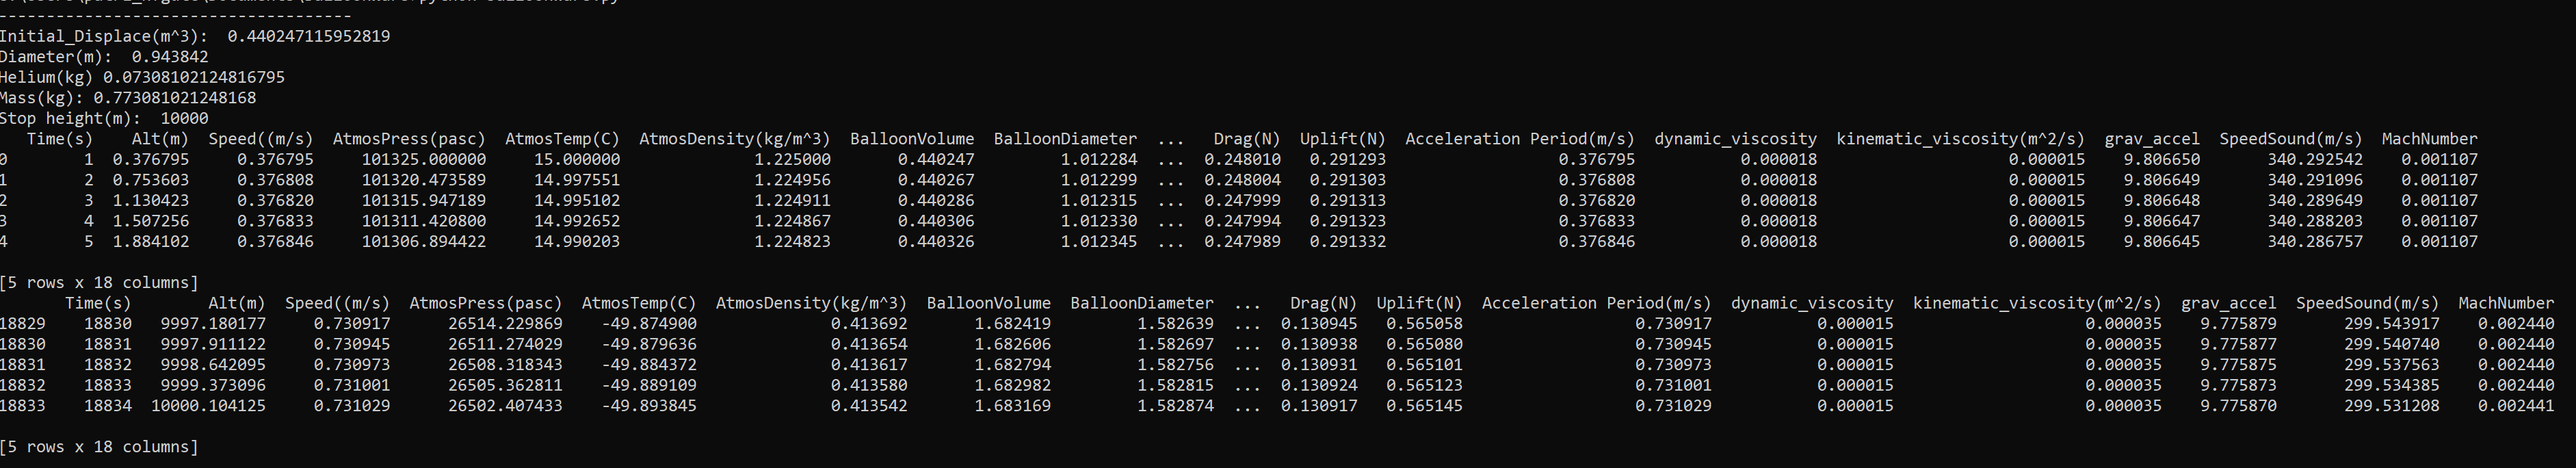 -------------------------------------
Initial_Displace(m^3):  0.440247115952819
Diameter(m):  0.943842
Helium(kg) 0.07308102124816795
Mass(kg): 0.773081021248168
Stop height(m):  10000
Time(s) Alt(m) Speed((m/s) AtmosPress(pasc) AtmosTemp(C) AtmosDensity(kg/m^3) BalloonVolume BalloonDiameter ... Drag(N) Uplift(N) Acceleration Period(m/s) dynamic_viscosity kinematic_viscosity(m^2/s) grav_accel SpeedSound(m/s) MachNumber
0 1 0.376795 0.376795 101325.000000 15.000000 1.225000 0.440247 1.012284 ... 0.248010 0.291293 0.376795 0.000018 0.000015 9.806650 340.292542 0.001107
1 2 0.753603 0.376808 101320.473589 14.997551 1.224956 0.440267 1.012299 ... 0.248004 0.291303 0.376808 0.000018 0.000015 9.806649 340.291096 0.001107
2 3 1.130423 0.376820 101315.947189 14.995102 1.224911 0.440286 1.012315 ... 0.247999 0.291313 0.376820 0.000018 0.000015 9.806648 340.289649 0.001107
3 4 1.507256 0.376833 101311.420800 14.992652 1.224867 0.440306 1.012330 ... 0.247994 0.291323 0.376833 0.000018 0.000015 9.806647 340.288203 0.001107
4 5 1.884102 0.376846 101306.894422 14.990203 1.224823 0.440326 1.012345 ... 0.247989 0.291332 0.376846 0.000018 0.000015 9.806645 340.286757 0.001107
[5 rows x 18 columns]
Time(s) Alt(m) Speed((m/s) AtmosPress(pasc) AtmosTemp(C) AtmosDensity(kg/m^3) BalloonVolume BalloonDiameter ... Drag(N) Uplift(N) Acceleration Period(m/s) dynamic_viscosity kinematic_viscosity(m^2/s) grav_accel SpeedSound(m/s) MachNumber
18829 18830 9997.180177 0.730917 26514.229869 -49.874900 0.413692 1.682419 1.582639 ... 0.130945 0.565058 0.730917 0.000015 0.000035 9.775879 299.543917 0.002440
18830 18831 9997.911122 0.730945 26511.274029 -49.879636 0.413654 1.682606 1.582697 ... 0.130938 0.565080 0.730945 0.000015 0.000035 9.775877 299.540740 0.002440
18831 18832 9998.642095 0.730973 26508.318343 -49.884372 0.413617 1.682794 1.582756 ... 0.130931 0.565101 0.730973 0.000015 0.000035 9.775875 299.537563 0.002440
18832 18833 9999.373096 0.731001 26505.362811 -49.889109 0.413580 1.682982 1.582815 ... 0.130924 0.565123 0.731001 0.000015 0.000035 9.775873 299.534385 0.002440
18833 18834 10000.104125 0.731029 26502.407433 -49.893845 0.413542 1.683169 1.582874 ... 0.130917 0.565145 0.731029 0.000015 0.000035 9.775870 299.531208 0.002441
[5 rows x 18 columns]